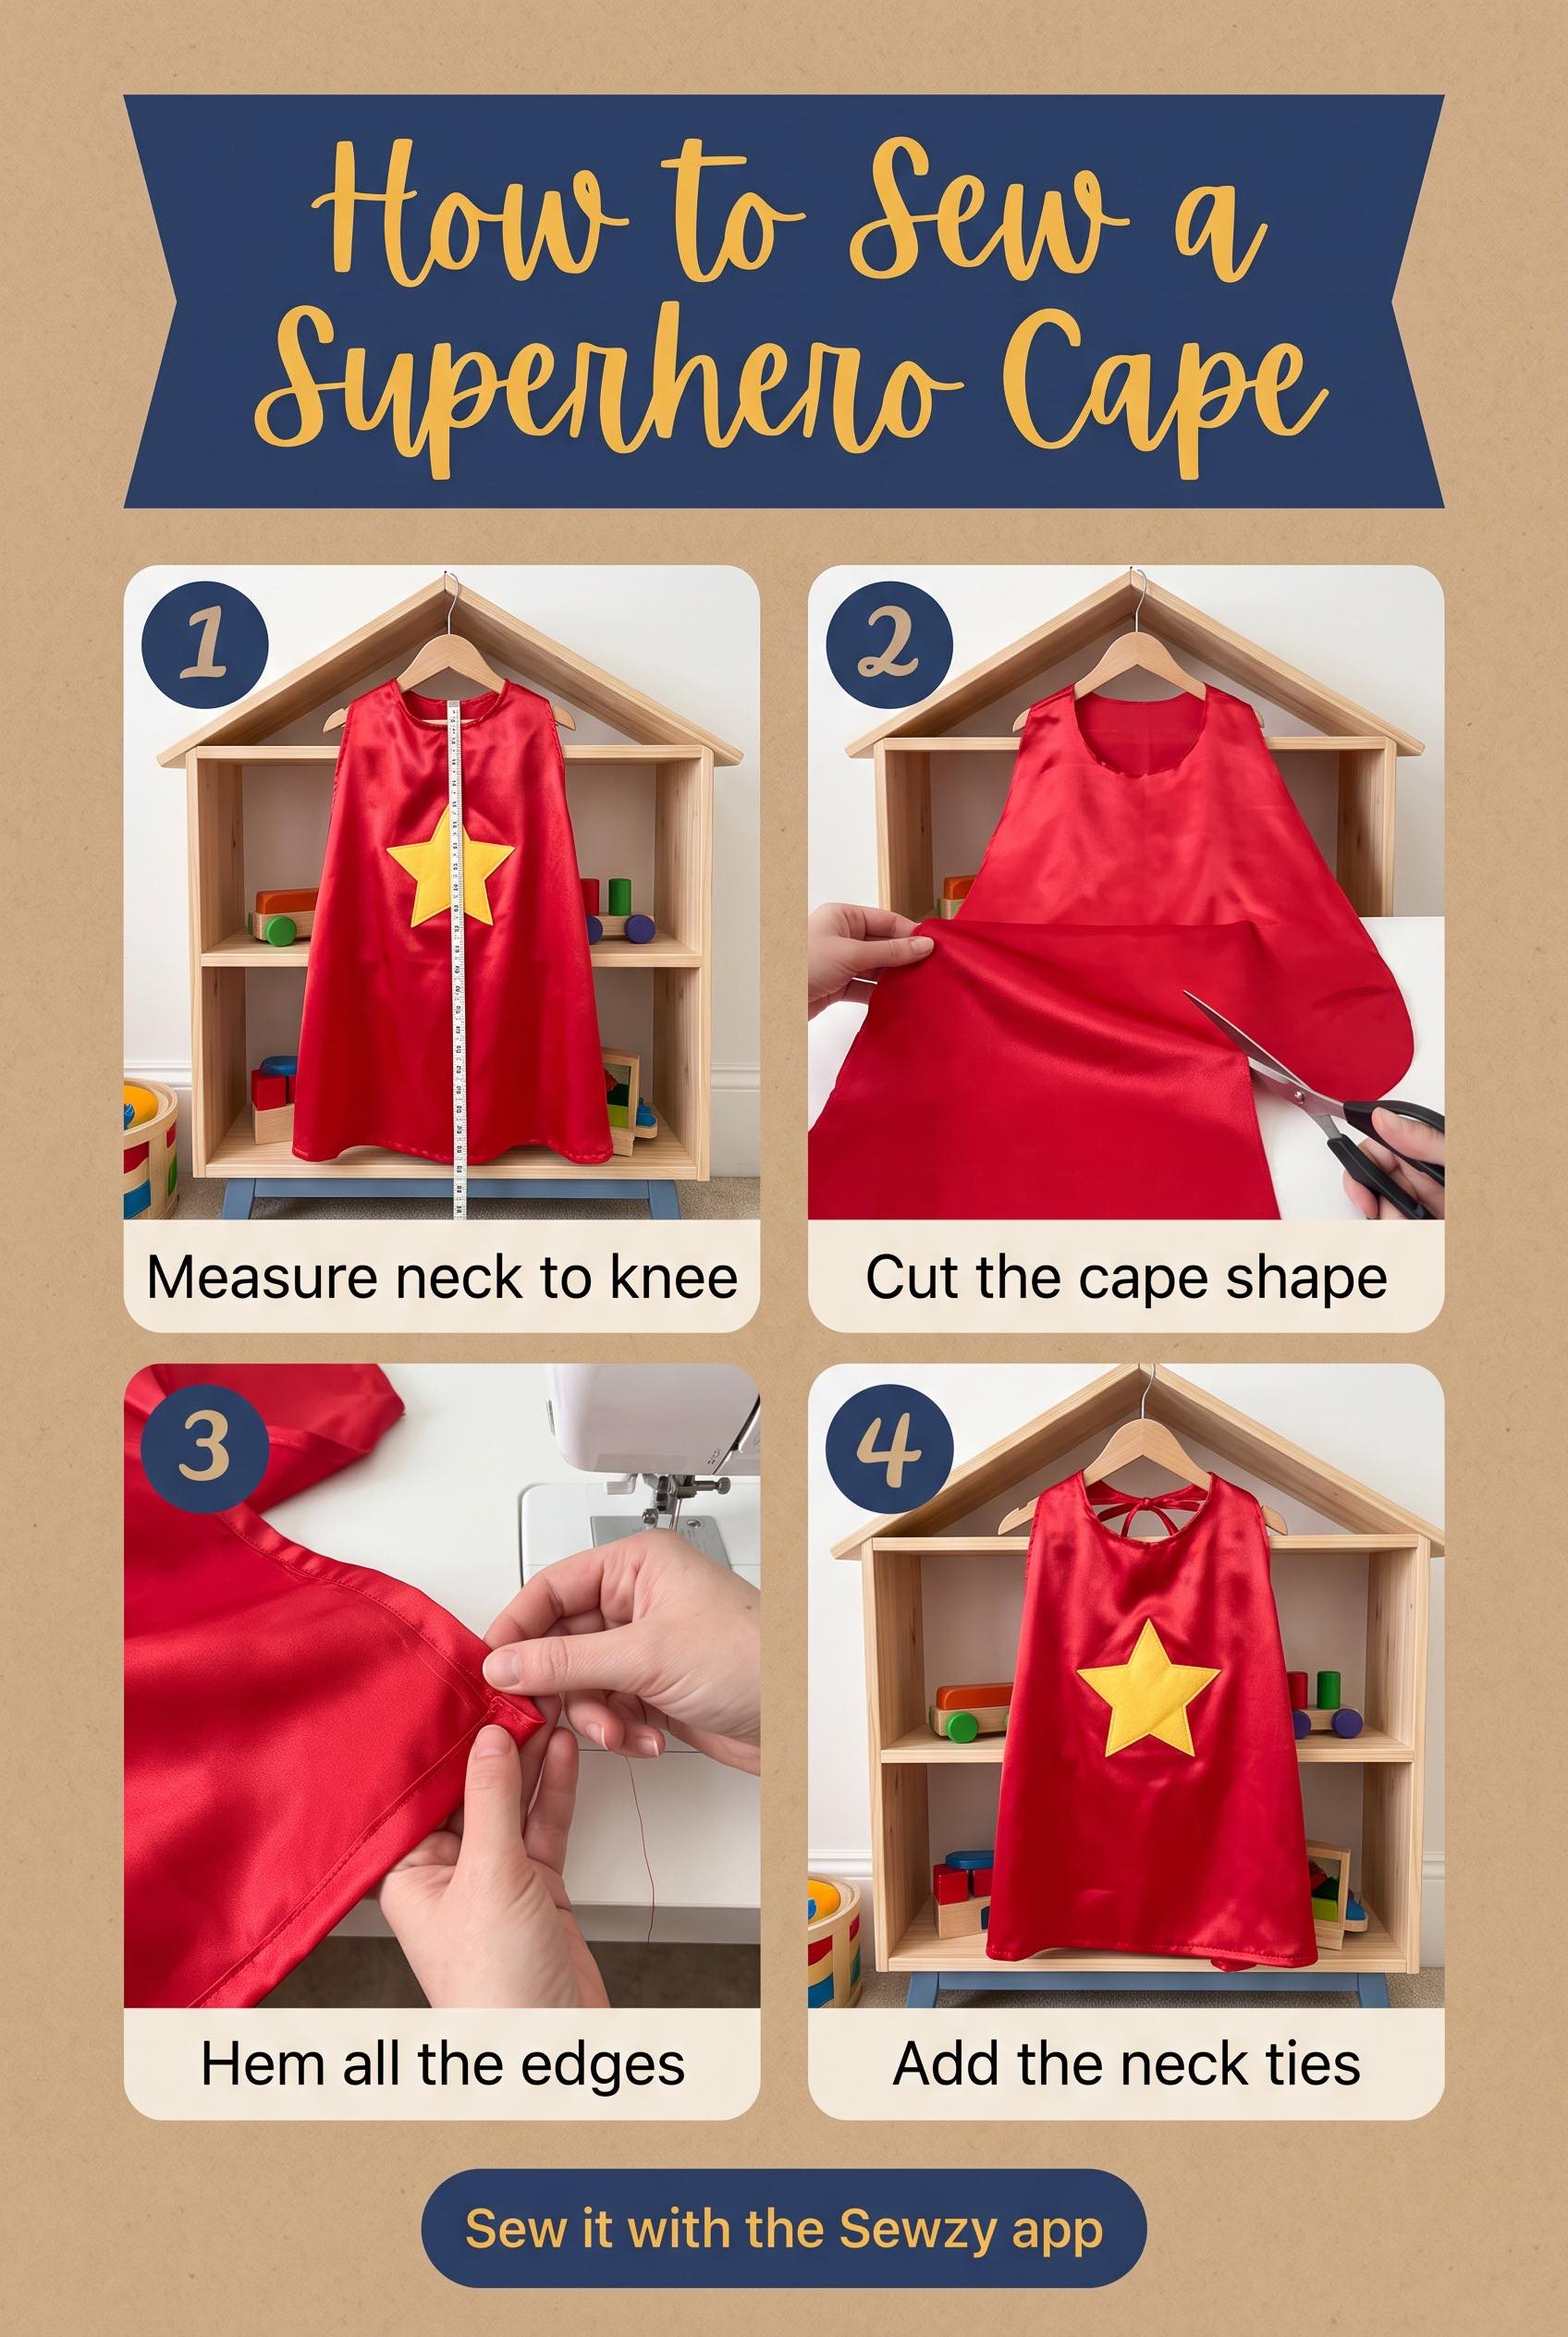 How to Sew a
Superhero Cape
1
Measure neck to knee
2
Cut the cape shape
3
Hem all the edges
4
Add the neck ties
Sew it with the Sewzy app